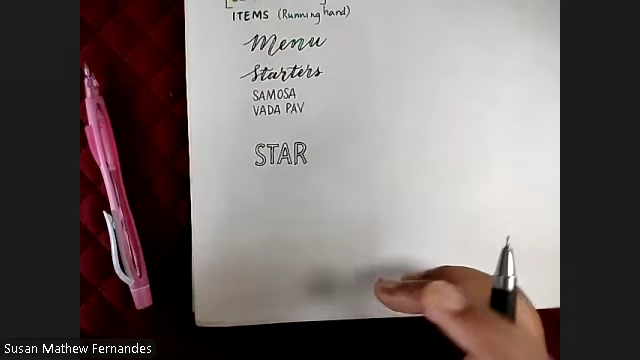 ITEMS (Running hand)
Menu
Starters
SAMOSA
VADA PAV
STAR
Susan Mathew Fernandes